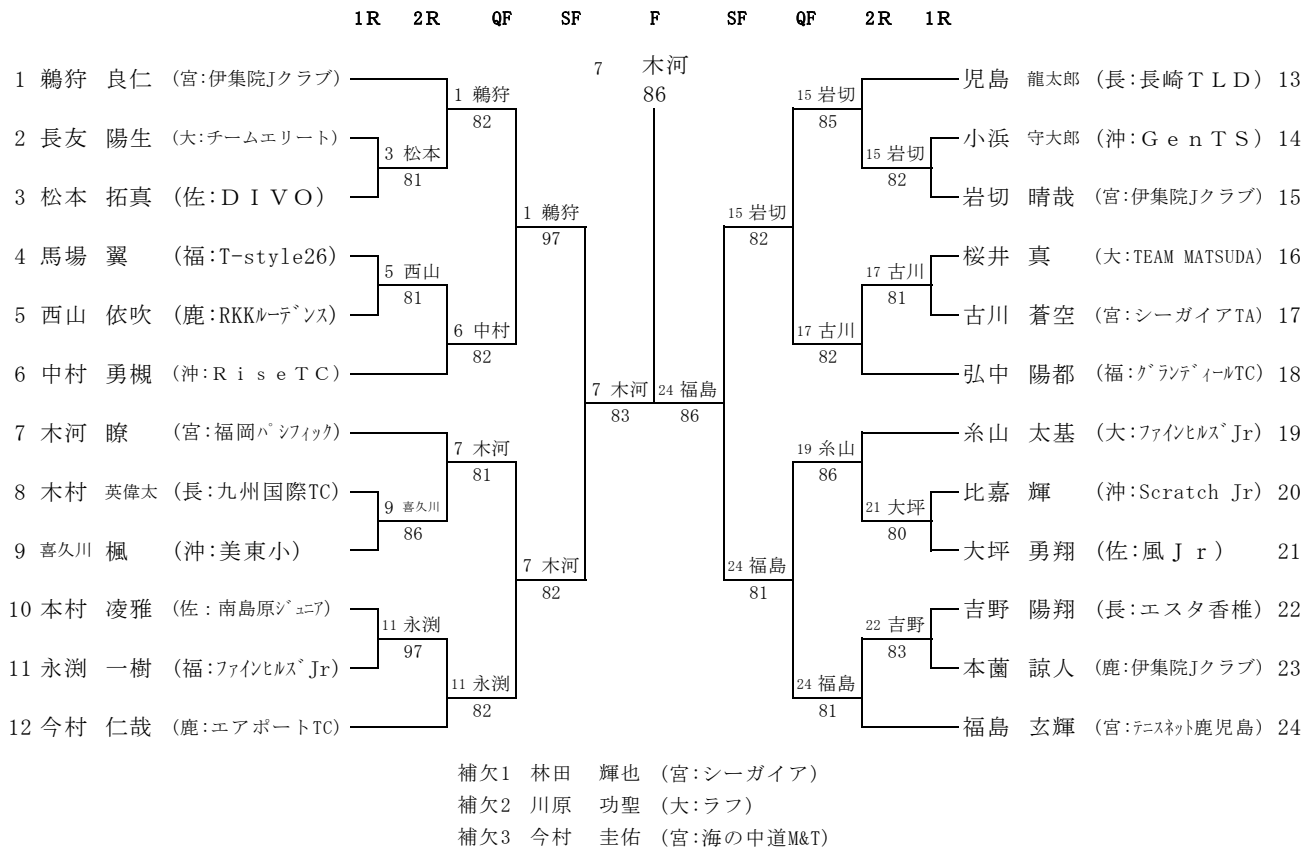 1R 2R QF SF F SF QF 2R 1R
7 木河
86
1 鵜狩 良仁 (宮:伊集院Jクラブ)
2 長友 陽生 (大:チームエリート)
3 松本 拓真 (佐:ＤＩＶＯ)
4 馬場 翼 (福:T-style26)
5 西山 依吹 (鹿:RKKﾙｰﾃﾞﾝｽ)
6 中村 勇槻 (沖:ＲｉｓｅＴＣ)
7 木河 瞭 (宮:福岡ﾊﾟｼﾌｨｯｸ)
8 木村 英偉太 (長:九州国際TC)
9 喜久川 楓 (沖:美東小)
10 本村 凌雅 (佐:南島原ｼﾞｭﾆｱ)
11 永渕 一樹 (福:ﾌｧｲﾝﾋﾙｽﾞJr)
12 今村 仁哉 (鹿:エアポートTC)
3 松本
81
5 西山
81
9 喜久川
86
11 永渕
97
1 鵜狩
82
6 中村
82
7 木河
81
11 永渕
82
1 鵜狩
97
7 木河
82
7 木河
83
24 福島
86
15 岩切
82
24 福島
81
15 岩切
85
17 古川
82
19 糸山
86
24 福島
81
15 岩切
82
17 古川
81
21 大坪
80
22 吉野
83
児島 龍太郎 (長:長崎ＴＬＤ) 13
小浜 守大郎 (沖:ＧｅｎＴＳ) 14
岩切 晴哉 (宮:伊集院Jクラブ) 15
桜井 真 (大:TEAM MATSUDA) 16
古川 蒼空 (宮:シーガイアTA) 17
弘中 陽都 (福:ｸﾞﾗﾝﾃﾞｨｰﾙTC) 18
糸山 太基 (大:ﾌｧｲﾝﾋﾙｽﾞJr) 19
比嘉 輝 (沖:Scratch Jr) 20
大坪 勇翔 (佐:風Ｊｒ) 21
吉野 陽翔 (長:エスタ香椎) 22
本薗 諒人 (鹿:伊集院Jクラブ) 23
福島 玄輝 (宮:ﾃﾆｽﾈｯﾄ鹿児島) 24
補欠1 林田 輝也 (宮:シーガイア)
補欠2 川原 功聖 (大:ラフ)
補欠3 今村 圭佑 (宮:海の中道M&T)